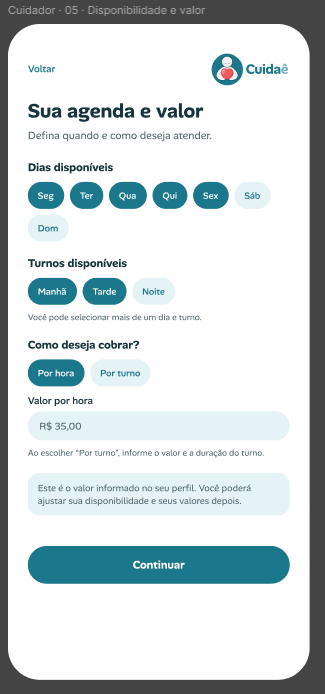 Cuidador · 05 · Disponibilidade e valor
Voltar
Cuidaê
Sua agenda e valor
Defina quando e como deseja atender.
Dias disponíveis
Seg Ter Qua Qui Sex Sáb
Dom
Turnos disponíveis
Manhã Tarde Noite
Você pode selecionar mais de um dia e turno.
Como deseja cobrar?
Por hora Por turno
Valor por hora
R$ 35,00
Ao escolher “Por turno”, informe o valor e a duração do turno.
Este é o valor informado no seu perfil. Você poderá
ajustar sua disponibilidade e seus valores depois.
Continuar